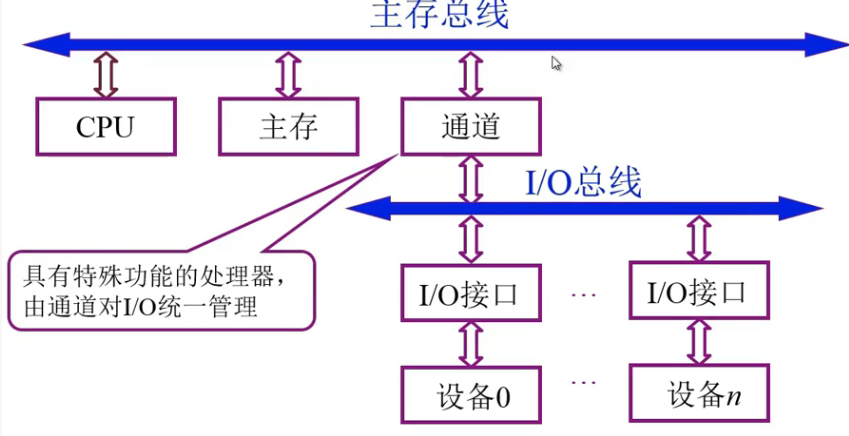 主存总线
CPU
主存
通道
I/O总线
具有特殊功能的处理器，
由通道对I/O统一管理
I/O接口
...
I/O接口
设备0
...
设备n